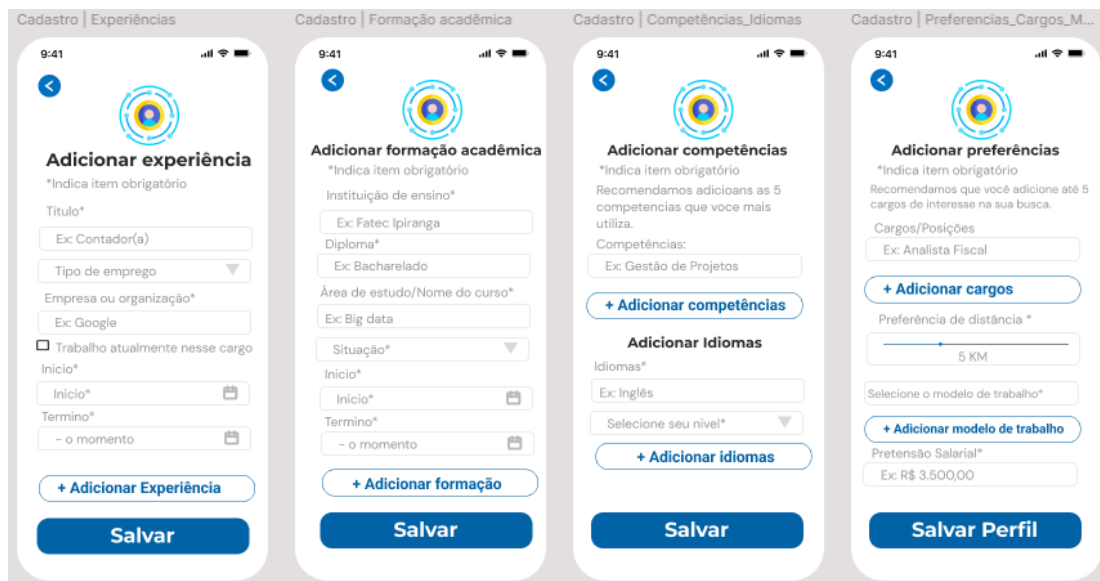 Cadastro | Experiências
9:41
Adicionar experiência
*Indica item obrigatório
Titulo*
Ex: Contador(a)
Tipo de emprego
Empresa ou organização*
Ex: Google
Trabalho atualmente nesse cargo
Inicio*
Inicio*
Termino*
- o momento
+ Adicionar Experiência
Salvar
Cadastro | Formação acadêmica
9:41
Adicionar formação acadêmica
*Indica item obrigatório
Instituição de ensino*
Ex: Fatec Ipiranga
Diploma*
Ex: Bacharelado
Área de estudo/Nome do curso*
Ex: Big data
Situação*
Inicio*
Inicio*
Termino*
- o momento
+ Adicionar formação
Salvar
Cadastro | Competências_Idiomas
9:41
Adicionar competências
*Indica item obrigatório
Recomendamos adicioans as 5
competencias que voce mais
utiliza.
Competências:
Ex: Gestão de Projetos
+ Adicionar competências
Adicionar Idiomas
Idiomas*
Ex: Inglês
Selecione seu nivel*
+ Adicionar idiomas
Salvar
Cadastro | Preferencias_Cargos_M...
9:41
Adicionar preferências
*Indica item obrigatório
Recomendamos que você adicione até 5
cargos de interesse na sua busca.
Cargos/Posições
Ex: Analista Fiscal
+ Adicionar cargos
Preferência de distância *
5 KM
Selecione o modelo de trabalho*
+ Adicionar modelo de trabalho
Pretensão Salarial*
Ex: R$ 3.500,00
Salvar Perfil